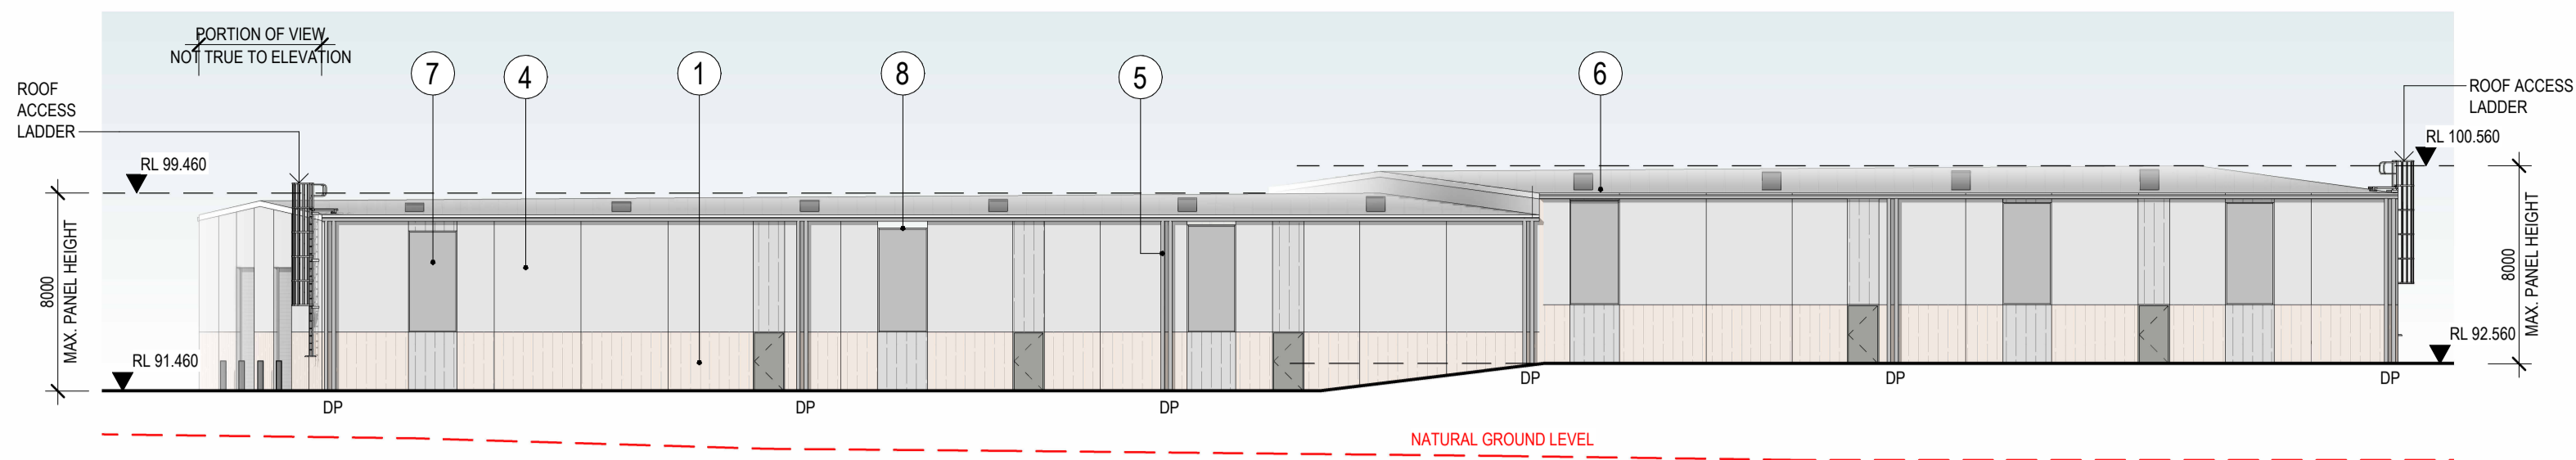 PORTION OF VIEW
NOT TRUE TO ELEVATION
7
4
1
8
5
6
ROOF
ACCESS
LADDER
ROOF ACCESS
LADDER
RL 99.460
RL 100.560
8000
MAX. PANEL HEIGHT
8000
MAX. PANEL HEIGHT
RL 91.460
RL 92.560
DP
DP
DP
DP
DP
DP
NATURAL GROUND LEVEL